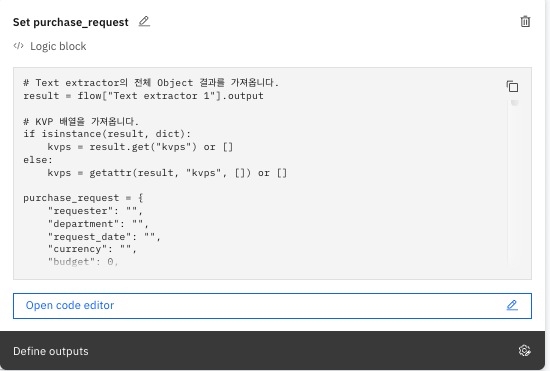 Set purchase_request
</> Logic block
# Text extractor의 전체 Object 결과를 가져옵니다.
result = flow["Text extractor 1"].output
# KVP 배열을 가져옵니다.
if isinstance(result, dict):
    kvps = result.get("kvps") or []
else:
    kvps = getattr(result, "kvps", []) or []
purchase_request = {
    "requester": "",
    "department": "",
    "request_date": "",
    "currency": "",
    "budget": 0,
Open code editor
Define outputs